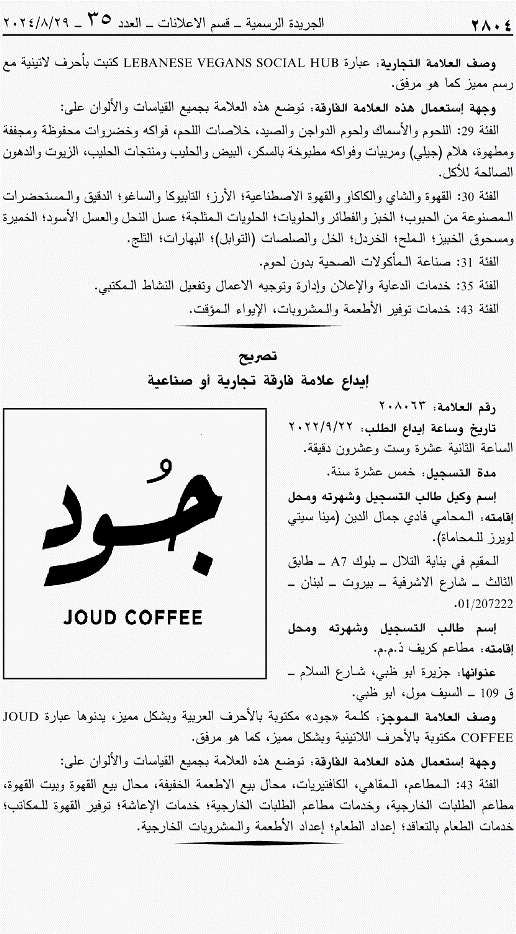 ٢٨٠٤
الجريدة الرسمية ــ قسم الاعلانات ــ العدد ٣٥ ــ ٢٠٢٤/٨/٢٩
وصف العلامة التجارية: عبارة LEBANESE VEGANS SOCIAL HUB كتبت بأحرف لاتينية مع
رسم مميز كما هو مرفق.
وجهة إستعمال هذه العلامة الفارقة: توضع هذه العلامة بجميع القياسات والألوان على:
الفئة 29: اللحوم والأسماك ولحوم الدواجن والصيد، خلاصات اللحم، فواكه وخضروات محفوظة ومجففة
ومطهوة، هلام (جيلي) ومربيات وفواكه مطبوخة بالسكر، البيض والحليب ومنتجات الحليب، الزيوت والدهون
الصالحة للأكل.
الفئة 30: القهوة والشاي والكاكاو والقهوة الاصطناعية؛ الأرز؛ التابيوكا والساغو؛ الدقيق والمستحضرات
المصنوعة من الحبوب؛ الخبز والفطائر والحلويات؛ الحلويات المثلجة؛ عسل النحل والعسل الأسود؛ الخميرة
ومسحوق الخبيز؛ الملح؛ الخردل؛ الخل والصلصات (التوابل)؛ البهارات؛ الثلج.
الفئة 31: صناعة المأكولات الصحية بدون لحوم.
الفئة 35: خدمات الدعاية والإعلان وإدارة وتوجيه الاعمال وتفعيل النشاط المكتبي.
الفئة 43: خدمات توفير الأطعمة والمشروبات، الإيواء المؤقت.
تصريح
إيداع علامة فارقة تجارية أو صناعية
رقم العلامة: ٢٠٨٠٦٣
تاريخ وساعة إيداع الطلب: ٢٠٢٢/٩/٢٢
الساعة الثانية عشرة وست وعشرون دقيقة.
مدة التسجيل: خمس عشرة سنة.
إسم وكيل طالب التسجيل وشهرته ومحل
إقامته: المحامي فادي جمال الدين (مينا سيتي
لويرز للمحاماة).
المقيم في بناية التلال ــ بلوك A7 ــ طابق
الثالث ــ شارع الاشرفية ــ بيروت ــ لبنان ــ
01/207222.
إسم طالب التسجيل وشهرته ومحل
إقامته: مطاعم كريف ذ.م.م.
عنوانها: جزيرة ابو ظبي، شارع السلام ــ
ق 109 ــ السيف مول، ابو ظبي.
جُود
JOUD COFFEE
وصف العلامة الموجز: كلمة «جود» مكتوبة بالأحرف العربية وبشكل مميز، يدنوها عبارة JOUD
COFFEE مكتوبة بالأحرف اللاتينية وبشكل مميز، كما هو مرفق.
وجهة إستعمال هذه العلامة الفارقة: توضع هذه العلامة بجميع القياسات والألوان على:
الفئة 43: المطاعم، المقاهي، الكافتيريات، محال بيع الاطعمة الخفيفة، محال بيع القهوة وبيت القهوة،
مطاعم الطلبات الخارجية، وخدمات مطاعم الطلبات الخارجية؛ خدمات الإعاشة؛ توفير القهوة للمكاتب؛
خدمات الطعام بالتعاقد؛ إعداد الطعام؛ إعداد الأطعمة والمشروبات الخارجية.